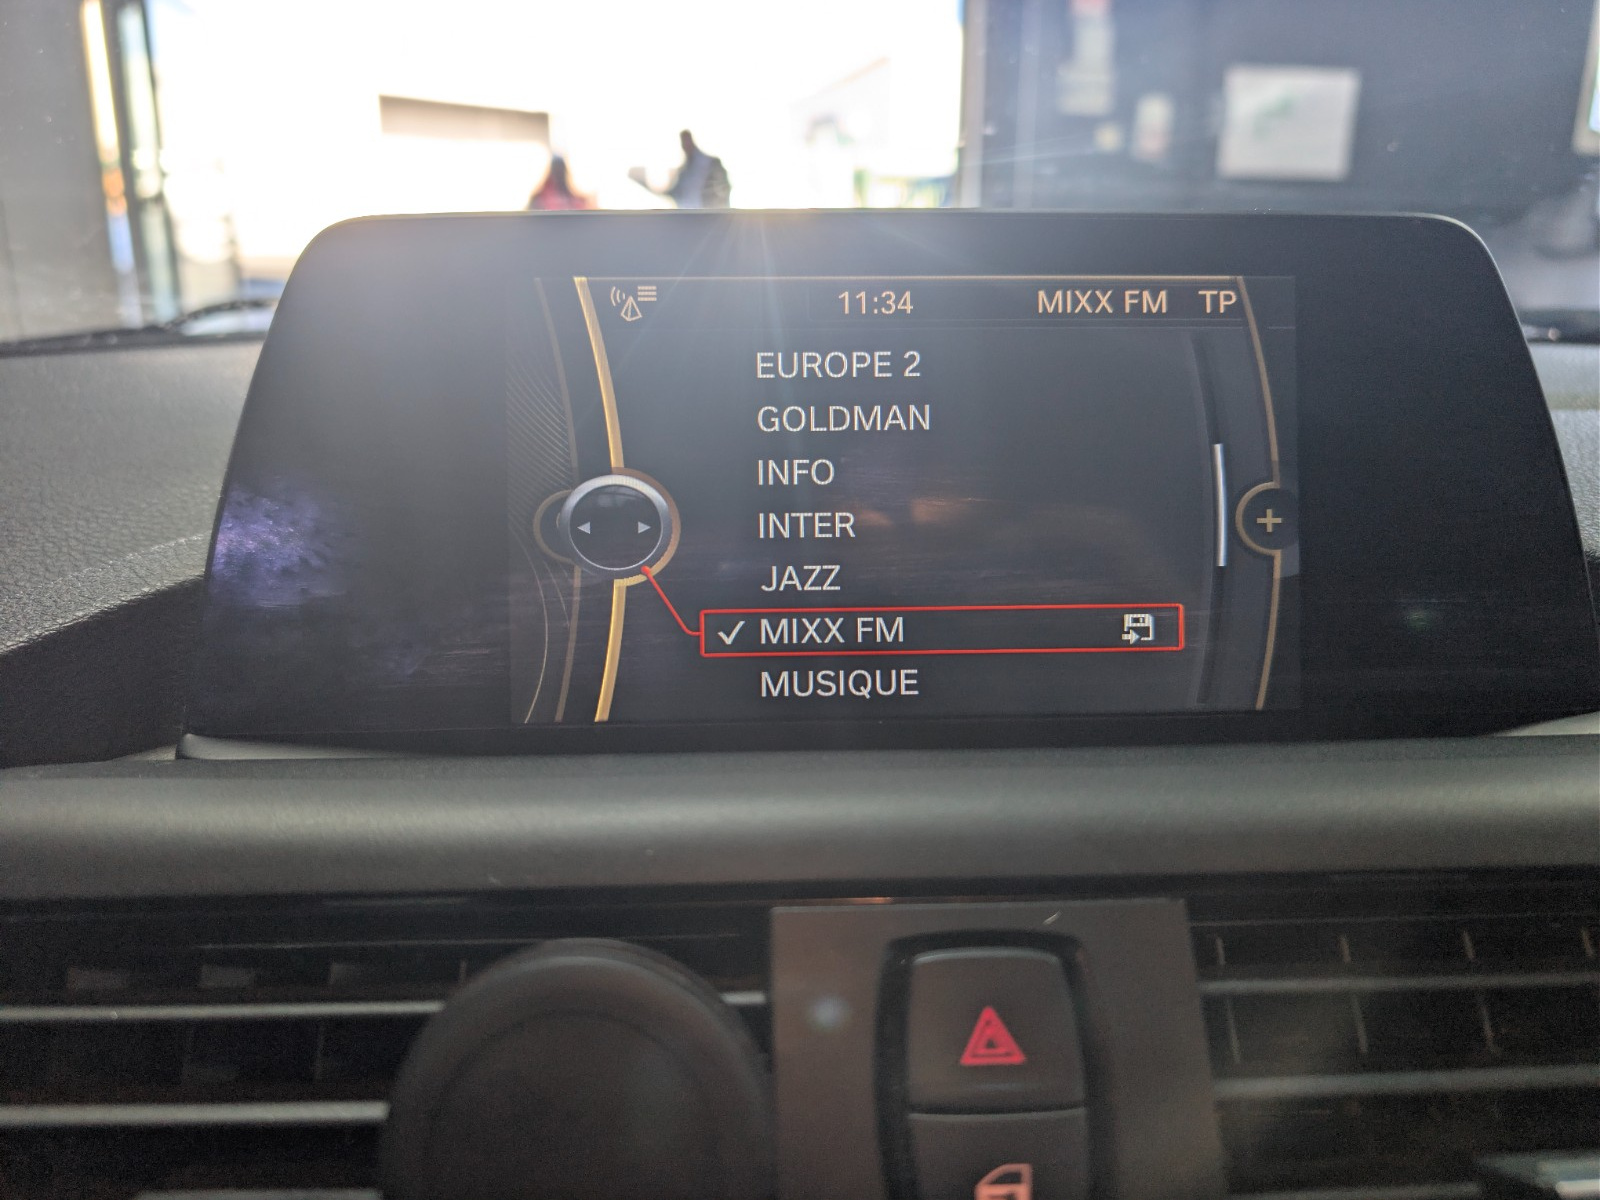 11:34 MIXX FM TP
EUROPE 2
GOLDMAN
INFO
INTER
JAZZ
MIXX FM
MUSIQUE